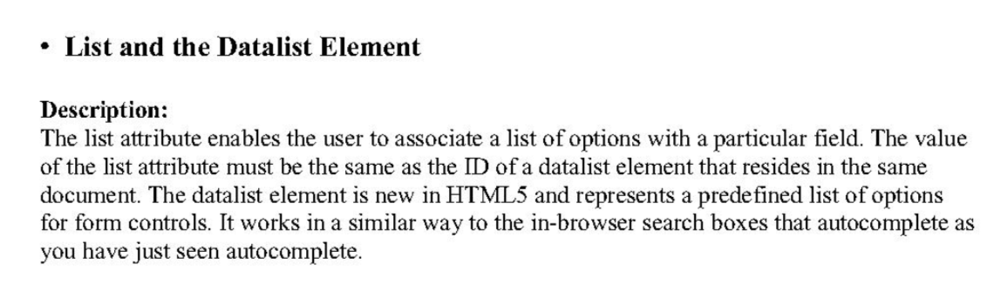 • List and the Datalist Element
Description:
The list attribute enables the user to associate a list of options with a particular field. The value
of the list attribute must be the same as the ID of a datalist element that resides in the same
document. The datalist element is new in HTML5 and represents a predefined list of options
for form controls. It works in a similar way to the in-browser search boxes that autocomplete as
you have just seen autocomplete.